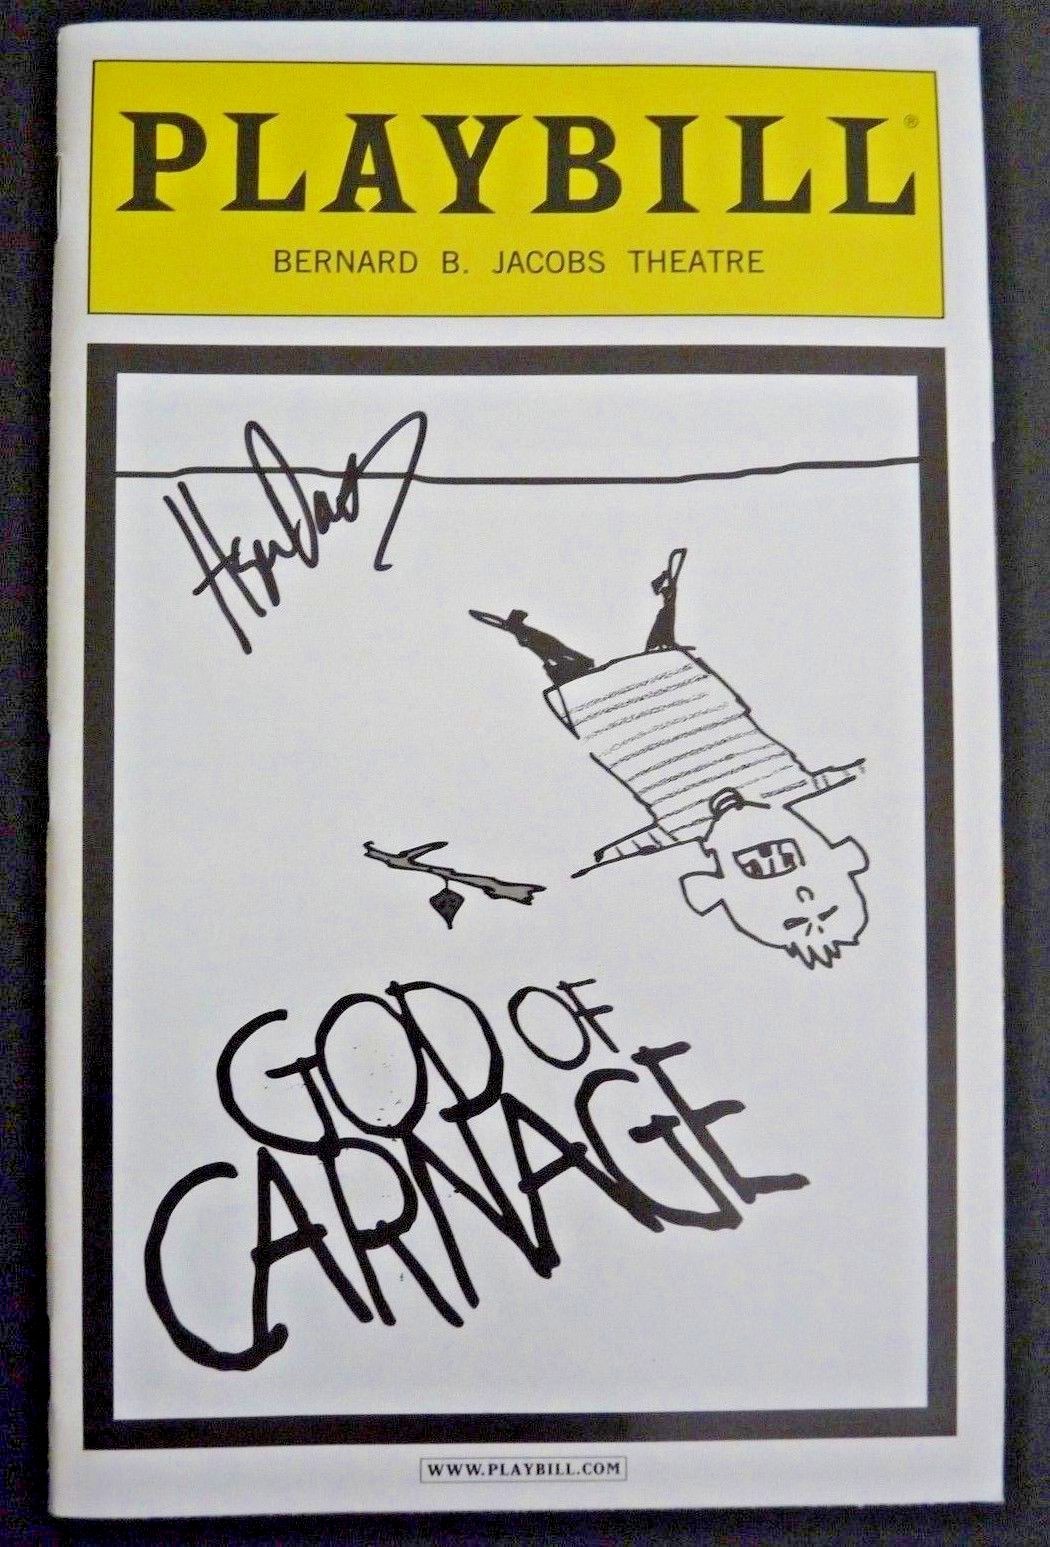 PLAYBILL®
BERNARD B. JACOBS THEATRE
GOD OF
CARNAGE
WWW.PLAYBILL.COM